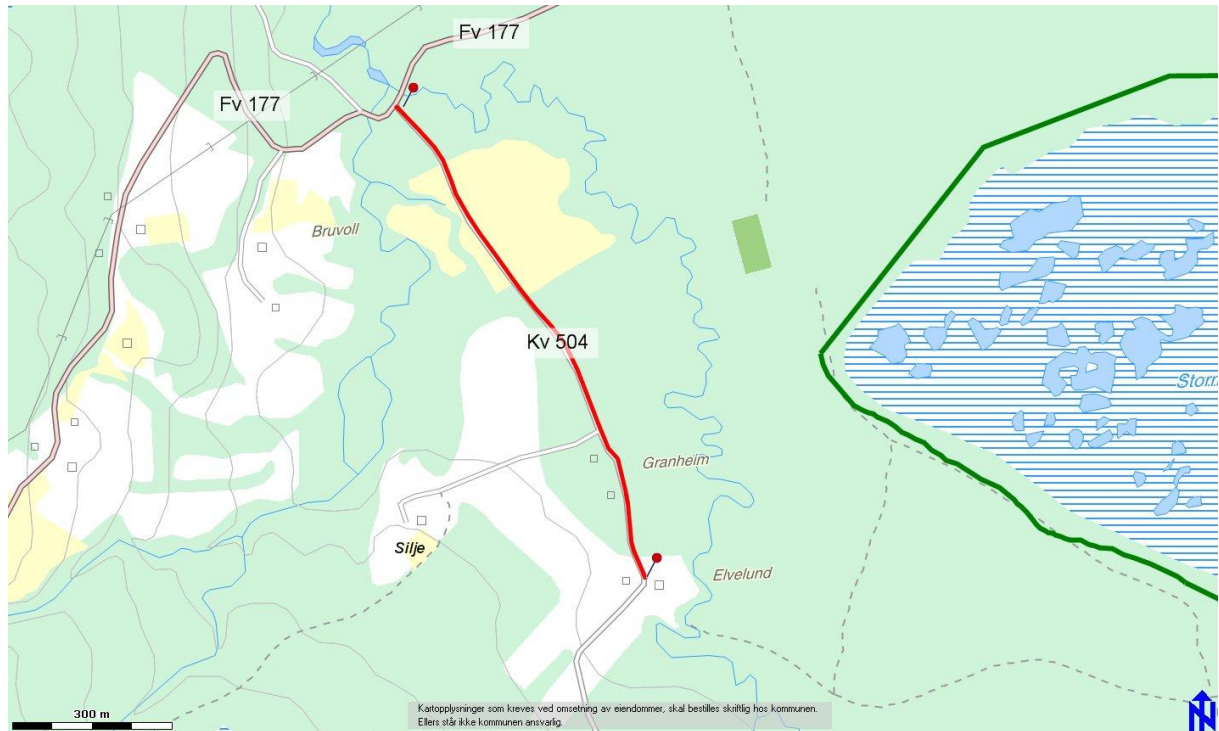 Fv 177
Fv 177
Bruvoll
Kv 504
Granheim
Silje
Elvelund
300 m
Kartopplysninger som kreves ved omsetning av eiendommer, skal bestilles skriftlig hos kommunen.
Ellers står ikke kommunen ansvarlig.
N